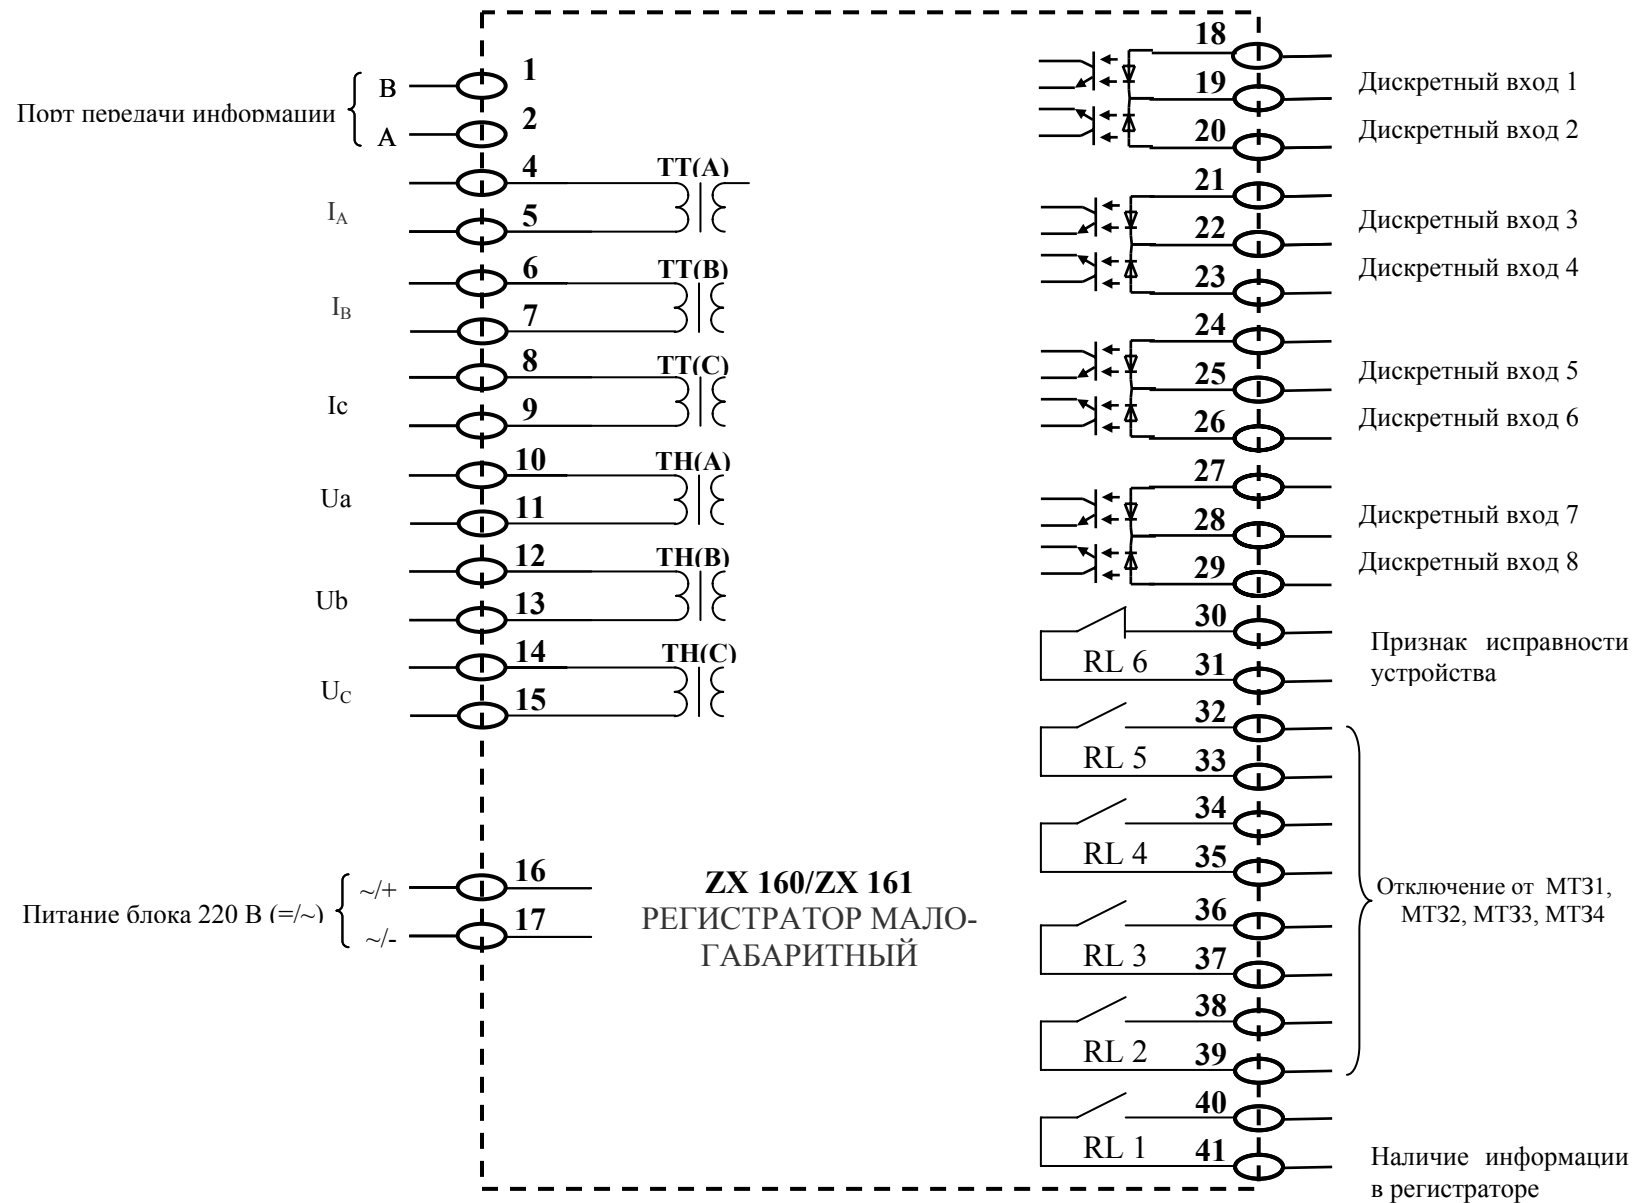 Порт передачи информации
B
1
A
2
4
TT(A)
I_A
5
6
TT(B)
I_B
7
8
TT(C)
Ic
9
10
TH(A)
Ua
11
12
TH(B)
Ub
13
14
TH(C)
U_C
15
Питание блока 220 В (=/~)
~/+
16
~/-
17
ZX 160/ZX 161
РЕГИСТРАТОР МАЛО-
ГАБАРИТНЫЙ
18
Дискретный вход 1
19
Дискретный вход 2
20
21
Дискретный вход 3
22
Дискретный вход 4
23
24
Дискретный вход 5
25
Дискретный вход 6
26
27
Дискретный вход 7
28
Дискретный вход 8
29
30
RL 6
31
Признак исправности
устройства
32
RL 5
33
34
RL 4
35
36
RL 3
37
38
RL 2
39
Отключение от МТЗ1,
МТЗ2, МТЗ3, МТЗ4
40
RL 1
41
Наличие информации
в регистраторе